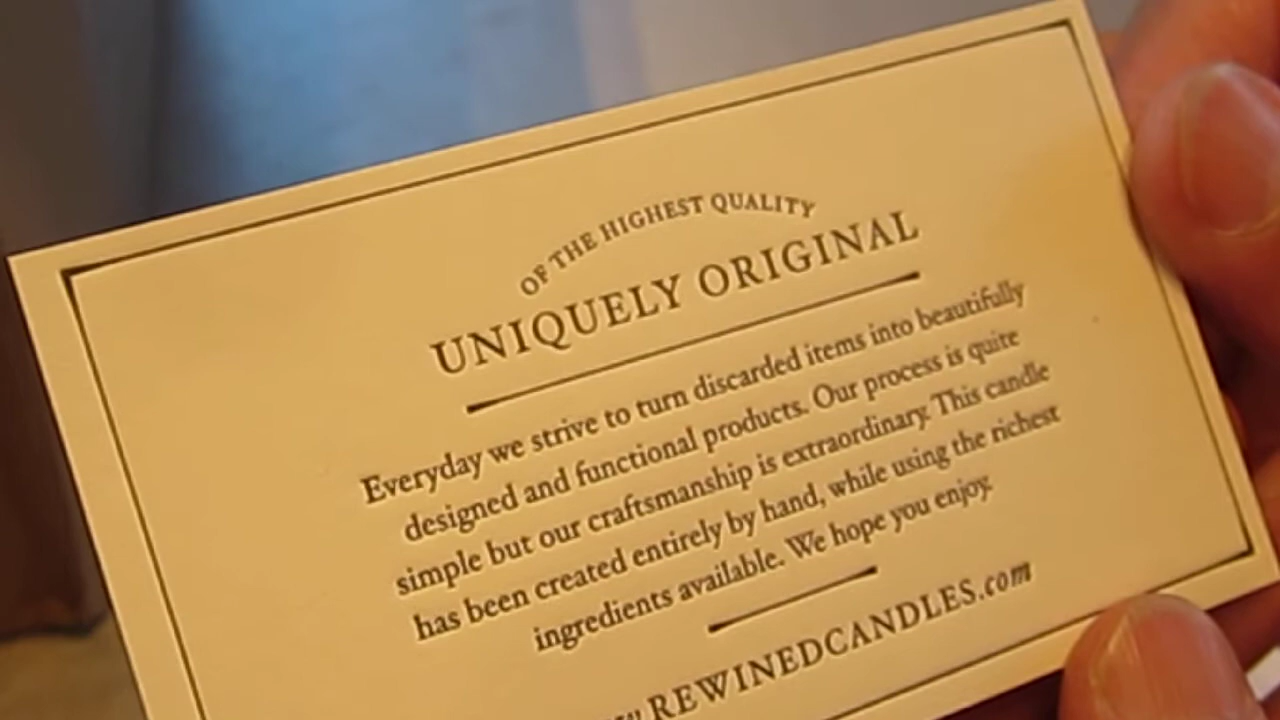 OF THE HIGHEST QUALITY
UNIQUELY ORIGINAL
Everyday we strive to turn discarded items into beautifully
designed and functional products. Our process is quite
simple but our craftsmanship is extraordinary. This candle
has been created entirely by hand, while using the richest
ingredients available. We hope you enjoy.
REWINEDCANDLES.com